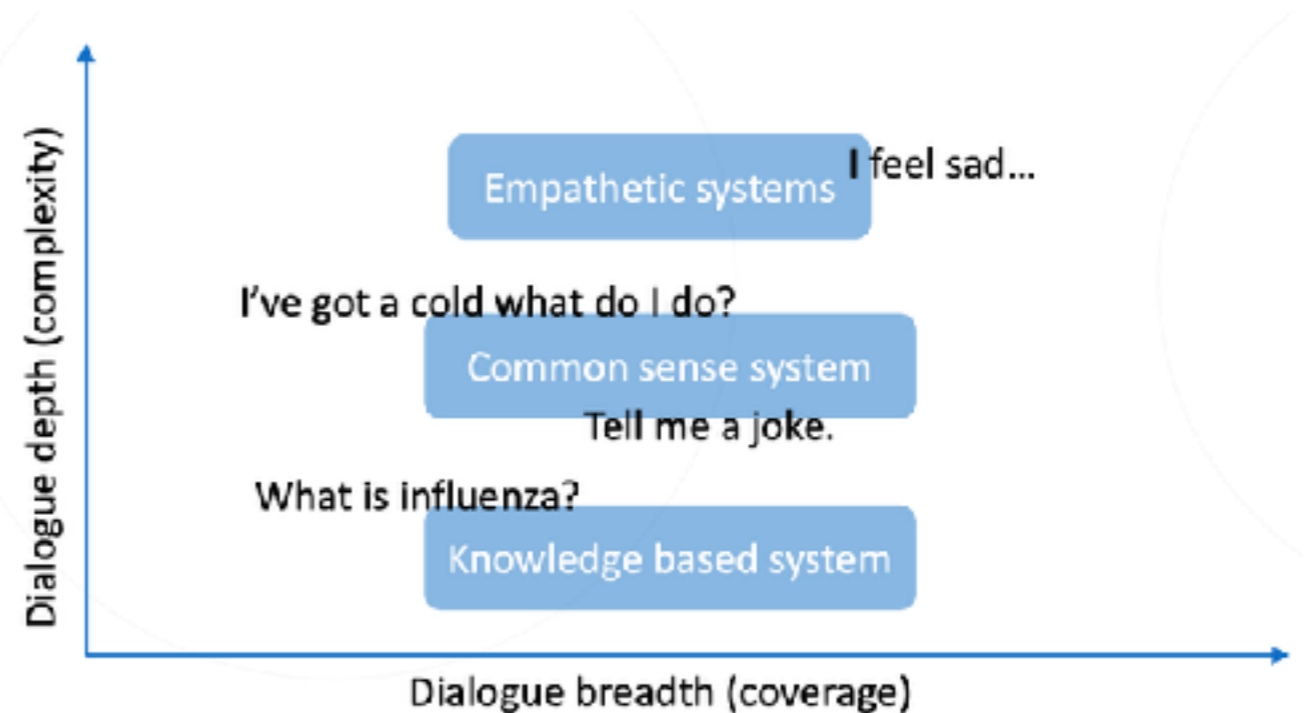 I feel sad...
Empathetic systems
I've got a cold what do I do?
Common sense system
Tell me a joke.
What is influenza?
Knowledge based system
Dialogue depth (complexity)
Dialogue breadth (coverage)